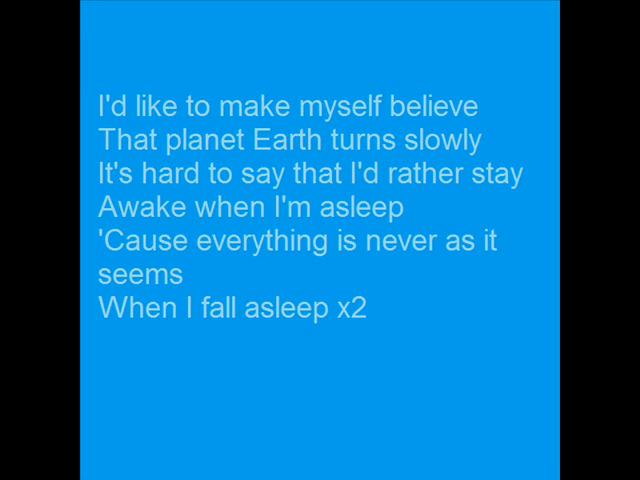 I'd like to make myself believe
That planet Earth turns slowly
It's hard to say that I'd rather stay
Awake when I'm asleep
'Cause everything is never as it
seems
When I fall asleep x2